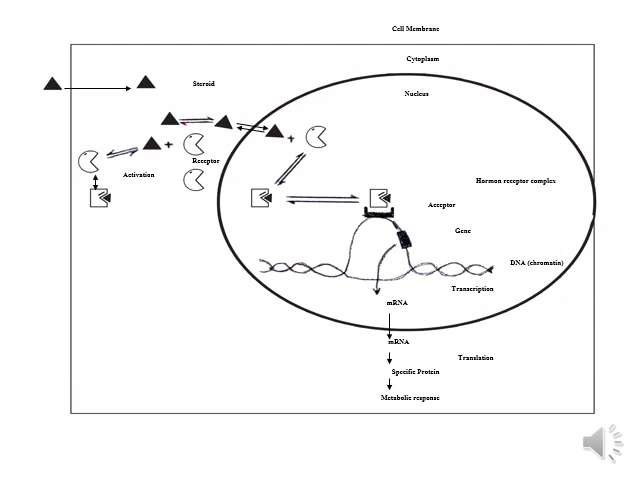 Cell Membrane
Cytoplasm
Steroid
Nucleus
+
+
Receptor
Activation
Hormon receptor complex
Acceptor
Gene
DNA (chromatin)
Transcription
mRNA
mRNA
Translation
Specific Protein
Metabolic response